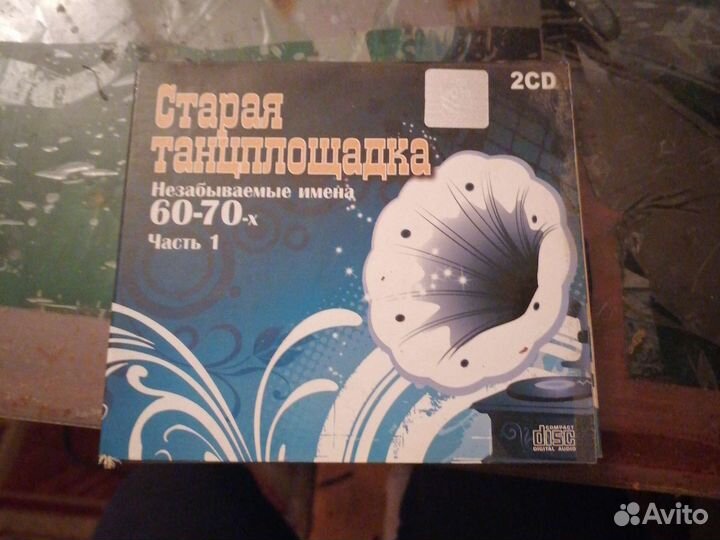 Старая
танцплощадка
Незабываемые имена
60-70-х
Часть 1
2CD
COMPACT
disc
DIGITAL AUDIO
Avito